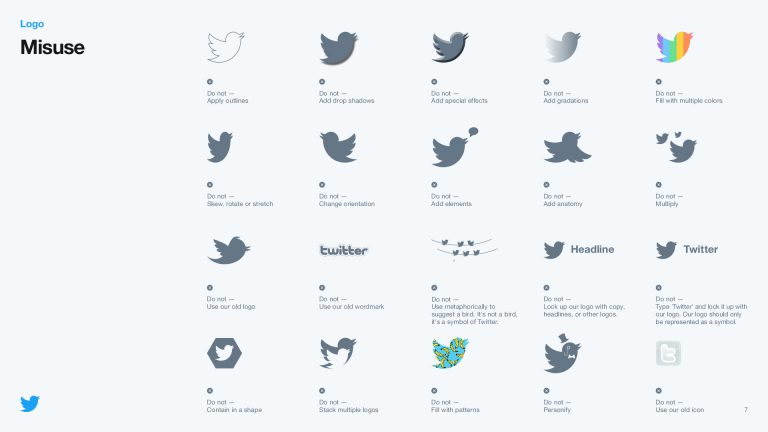 Logo
Misuse
Do not —
Apply outlines
Do not —
Add drop shadows
Do not —
Add special effects
Do not —
Add gradations
Do not —
Fill with multiple colors
Do not —
Skew, rotate or stretch
Do not —
Change orientation
Do not —
Add elements
Do not —
Add anatomy
Do not —
Multiply
twitter
Headline
Twitter
Do not —
Use our old logo
Do not —
Use our old wordmark
Do not —
Use metaphorically to
suggest a bird. It's not a bird,
it's a symbol of Twitter.
Do not —
Lock up our logo with copy,
headlines, or other logos.
Do not —
Type 'Twitter' and lock it up with
our logo. Our logo should only
be represented as a symbol.
t
Do not —
Contain in a shape
Do not —
Stack multiple logos
Do not —
Fill with patterns
Do not —
Personify
Do not —
Use our old icon
7